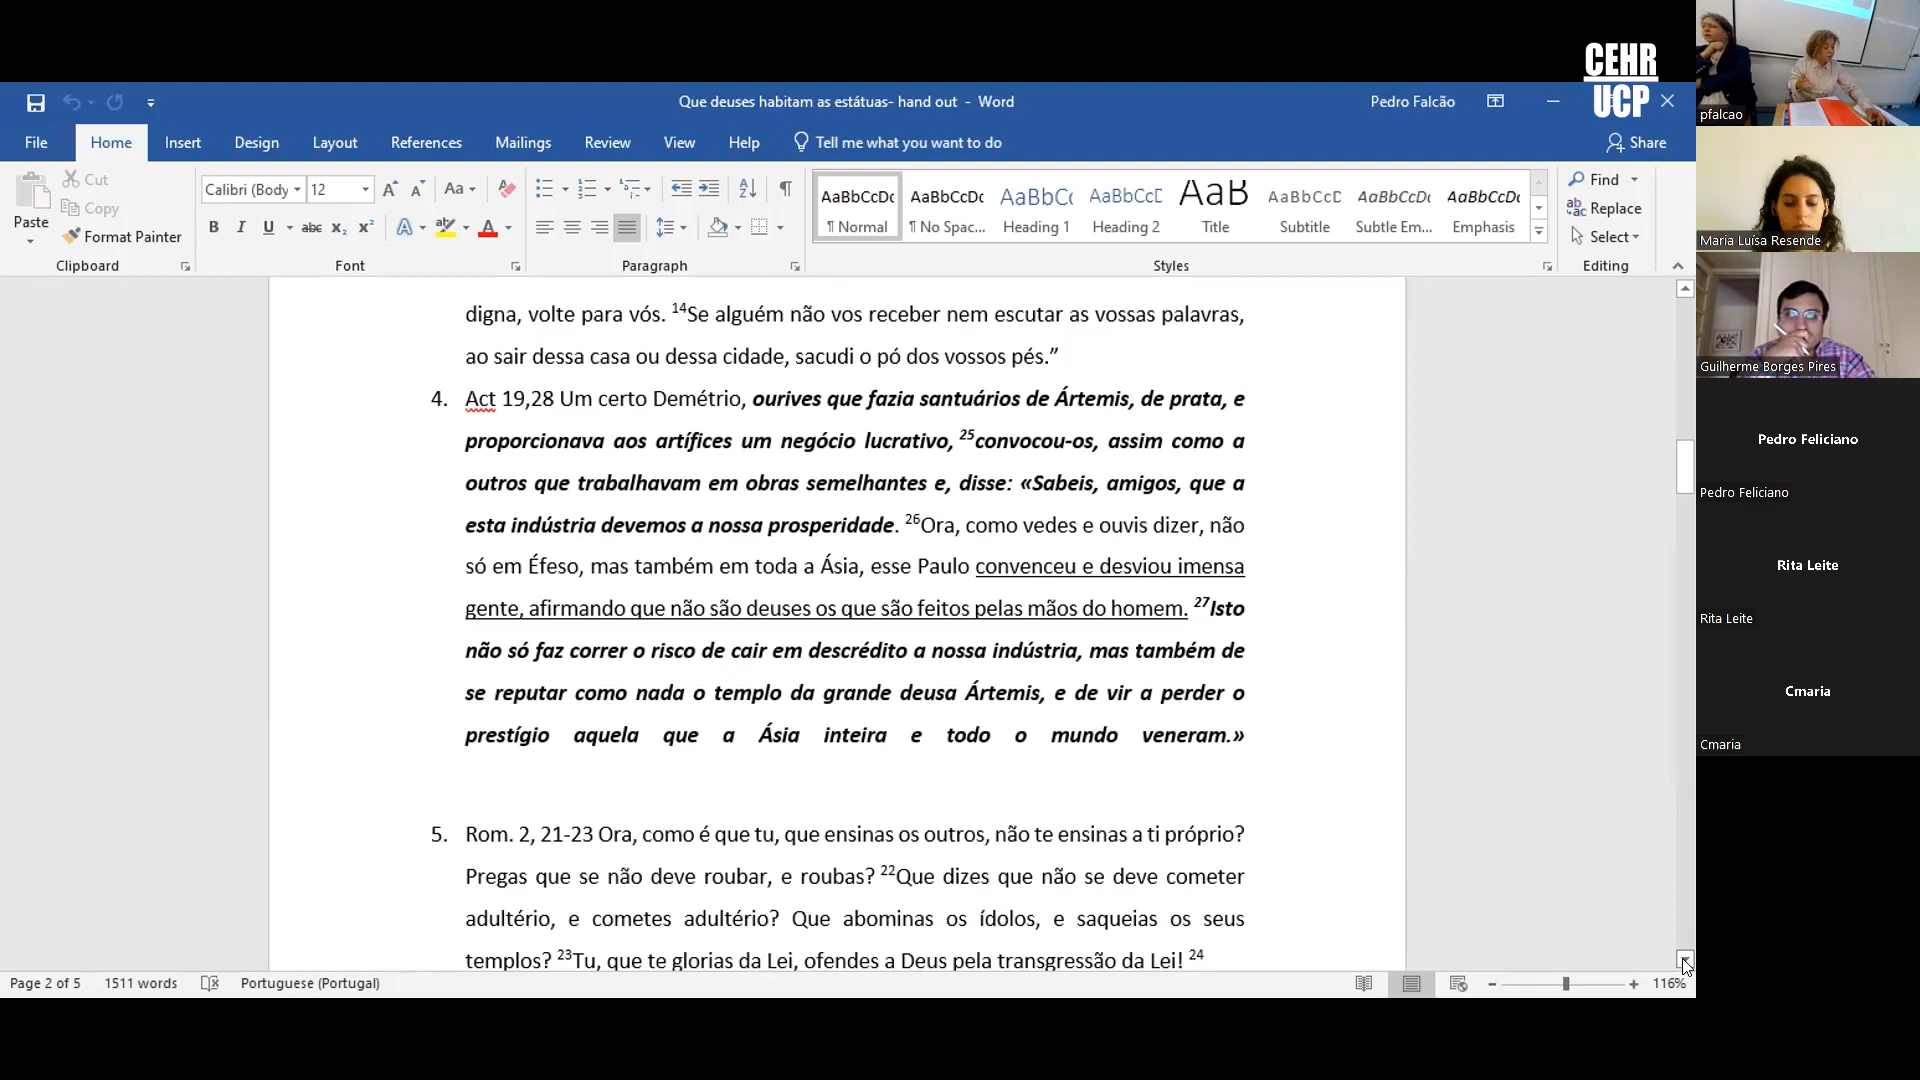 CEHR
UCP
Que deuses habitam as estátuas- hand out - Word
Pedro Falcão
File Home Insert Design Layout References Mailings Review View Help Tell me what you want to do Share
Paste
Cut
Copy
Format Painter
Clipboard
Calibri (Body
12
Font
Paragraph
AaBbCcDc
¶ Normal
AaBbCcDc
¶ No Spac...
AaBbCc
Heading 1
AaBbCcD
Heading 2
AaB
Title
AaBbCcD
Subtitle
AaBbCcDc
Subtle Em...
AaBbCcDc
Emphasis
Styles
Find
Replace
Select
Editing
digna, volte para vós. 14Se alguém não vos receber nem escutar as vossas palavras,
ao sair dessa casa ou dessa cidade, sacudi o pó dos vossos pés.”
4. Act 19,28 Um certo Demétrio, ourives que fazia santuários de Ártemis, de prata, e
proporcionava aos artífices um negócio lucrativo, 25convocou-os, assim como a
outros que trabalhavam em obras semelhantes e, disse: «Sabeis, amigos, que a
esta indústria devemos a nossa prosperidade. 26Ora, como vedes e ouvis dizer, não
só em Éfeso, mas também em toda a Ásia, esse Paulo convenceu e desviou imensa
gente, afirmando que não são deuses os que são feitos pelas mãos do homem. 27Isto
não só faz correr o risco de cair em descrédito a nossa indústria, mas também de
se reputar como nada o templo da grande deusa Ártemis, e de vir a perder o
prestígio aquela que a Ásia inteira e todo o mundo veneram.»
5. Rom. 2, 21-23 Ora, como é que tu, que ensinas os outros, não te ensinas a ti próprio?
Pregas que se não deve roubar, e roubas? 22Que dizes que não se deve cometer
adultério, e cometes adultério? Que abominas os ídolos, e saqueias os seus
templos? 23Tu, que te glorias da Lei, ofendes a Deus pela transgressão da Lei! 24
Page 2 of 5 1511 words Portuguese (Portugal) 116%
pfalcao
Maria Luísa Resende
Guilherme Borges Pires
Pedro Feliciano
Pedro Feliciano
Rita Leite
Rita Leite
Cmaria
Cmaria